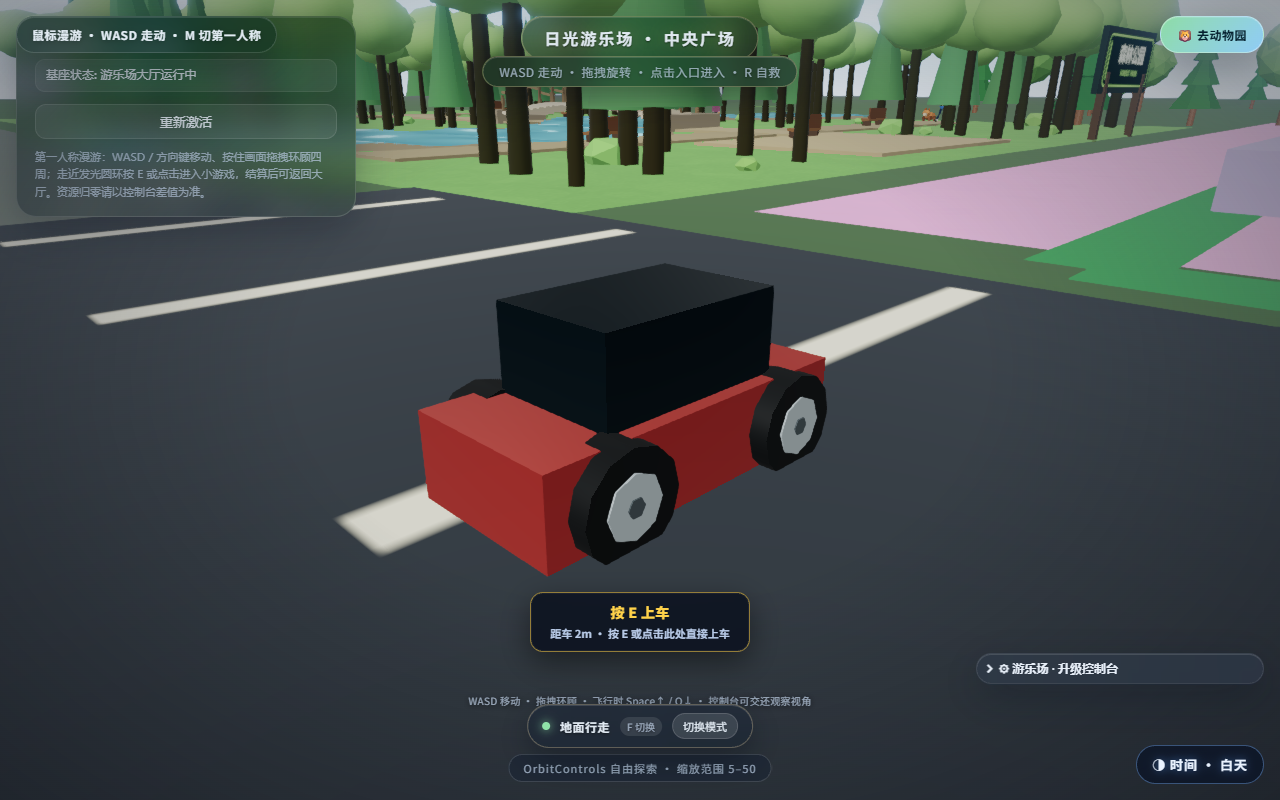 鼠标漫游 · WASD 走动 · M 切第一人称
基座状态: 游乐场大厅运行中
重新激活
第一人称漫游：WASD / 方向键移动、按住画面拖拽环顾四
周；走近发光圆环按 E 或点击进入小游戏，结算后可返回大
厅。资源归零请以控制台差值为准。
日光游乐场 · 中央广场
WASD 走动 · 拖拽旋转 · 点击入口进入 · R 自救
去动物园
按 E 上车
距车 2m · 按 E 或点击此处直接上车
游乐场 · 升级控制台
WASD 移动 · 拖拽环顾 · 飞行时 Space↑ / Q↓ · 控制台可交还观察视角
地面行走
F 切换
切换模式
OrbitControls 自由探索 · 缩放范围 5–50
时间 · 白天